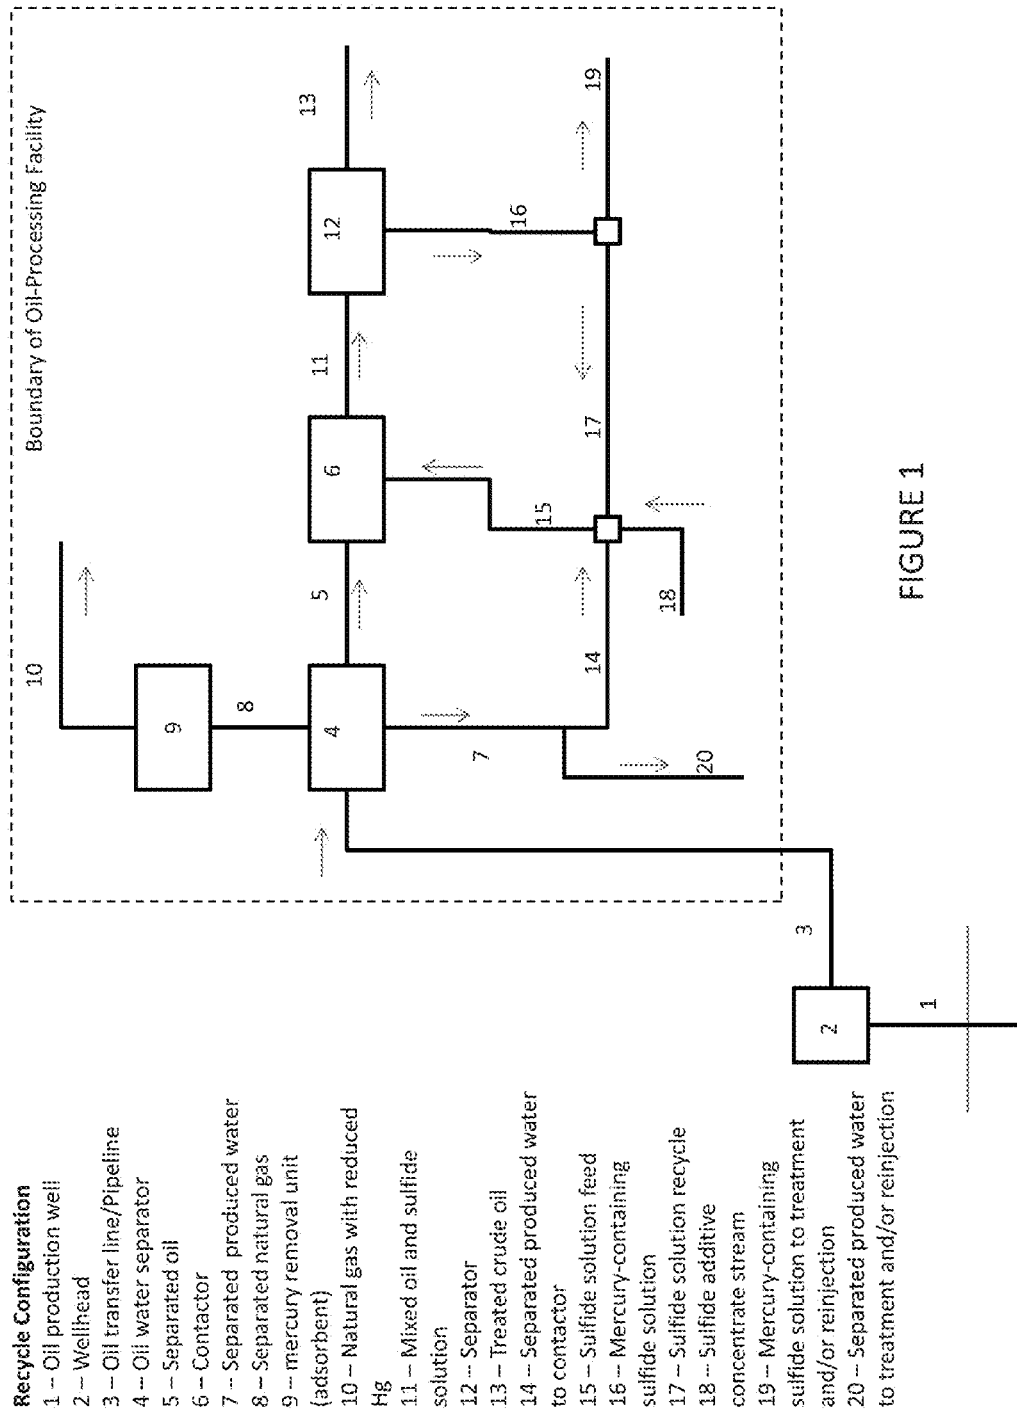 Recycle Configuration
1 – Oil production well
2 – Wellhead
3 – Oil transfer line/Pipeline
4 – Oil water separator
5 – Separated oil
6 – Contactor
7 – Separated produced water
8 – Separated natural gas
9 – mercury removal unit
(adsorbent)
10 – Natural gas with reduced
Hg
11 – Mixed oil and sulfide
solution
12 – Separator
13 – Treated crude oil
14 – Separated produced water
to contactor
15 – Sulfide solution feed
16 – Mercury-containing
sulfide solution
17 – Sulfide solution recycle
18 – Sulfide additive
concentrate stream
19 – Mercury-containing
sulfide solution to treatment
and/or reinjection
20 – Separated produced water
to treatment and/or reinjection
Boundary of Oil-Processing Facility
10
9
8
4
5
6
11
12
13
7
14
15
16
17
18
19
20
3
2
1
FIGURE 1